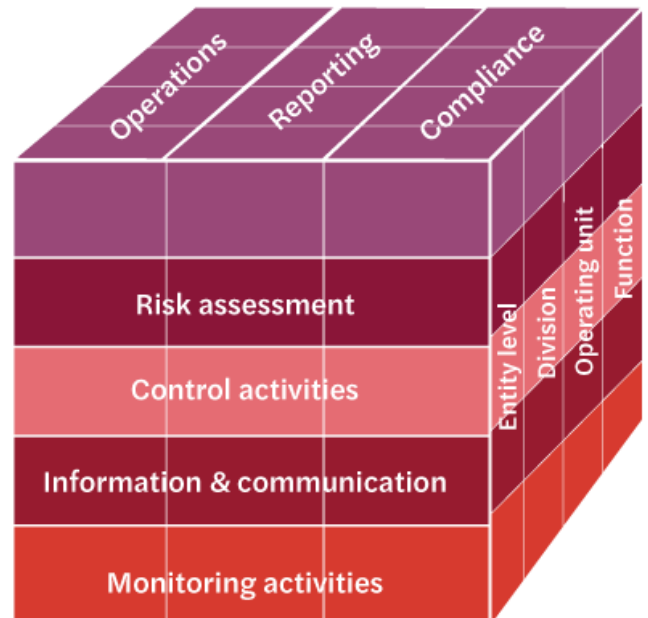 Operations
Reporting
Compliance
Risk assessment
Control activities
Information & communication
Monitoring activities
Entity level
Division
Operating unit
Function